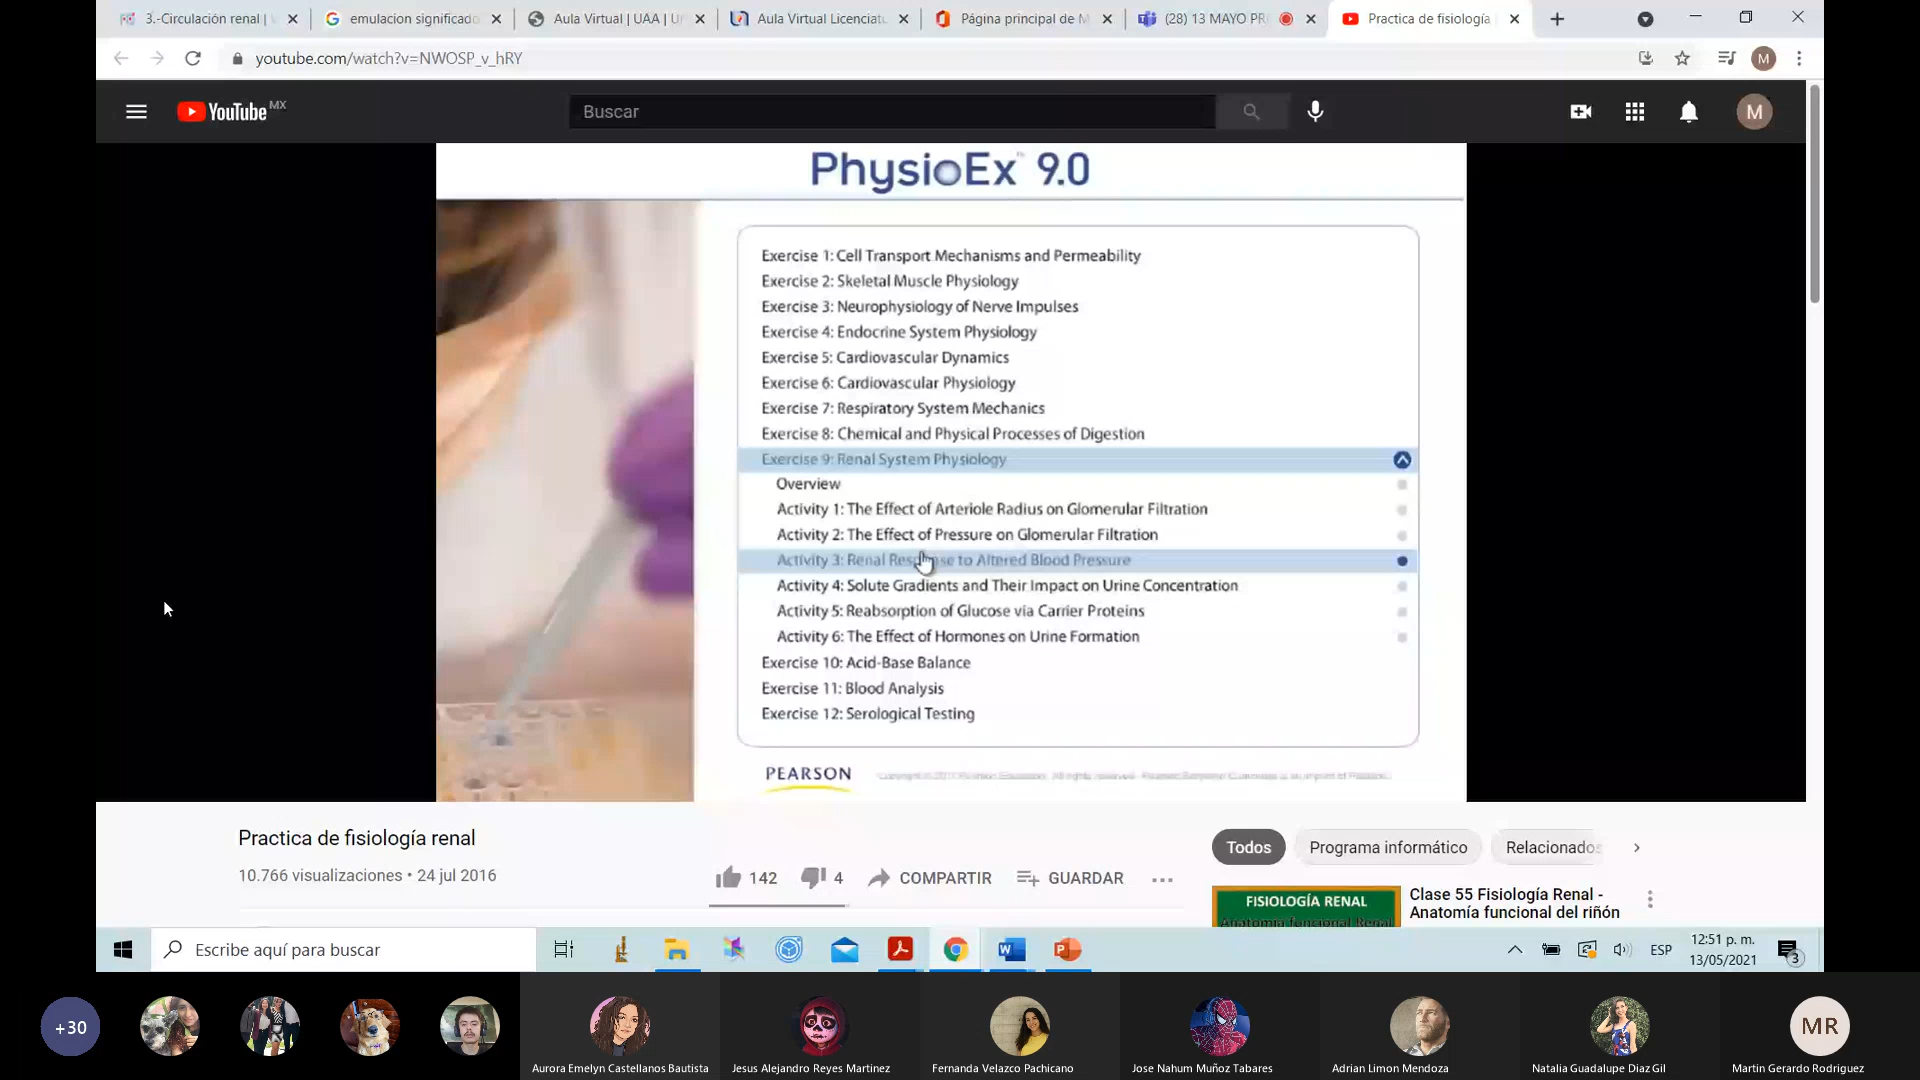 3.-Circulación renal |
emulacion significado
Aula Virtual | UAA | U
Aula Virtual Licenciatu
Página principal de M
(28) 13 MAYO PR
Practica de fisiología
youtube.com/watch?v=NWOSP_v_hRY
M
YouTube MX
Buscar
M
PhysioEx™ 9.0
Exercise 1: Cell Transport Mechanisms and Permeability
Exercise 2: Skeletal Muscle Physiology
Exercise 3: Neurophysiology of Nerve Impulses
Exercise 4: Endocrine System Physiology
Exercise 5: Cardiovascular Dynamics
Exercise 6: Cardiovascular Physiology
Exercise 7: Respiratory System Mechanics
Exercise 8: Chemical and Physical Processes of Digestion
Exercise 9: Renal System Physiology
Overview
Activity 1: The Effect of Arteriole Radius on Glomerular Filtration
Activity 2: The Effect of Pressure on Glomerular Filtration
Activity 3: Renal Response to Altered Blood Pressure
Activity 4: Solute Gradients and Their Impact on Urine Concentration
Activity 5: Reabsorption of Glucose via Carrier Proteins
Activity 6: The Effect of Hormones on Urine Formation
Exercise 10: Acid-Base Balance
Exercise 11: Blood Analysis
Exercise 12: Serological Testing
PEARSON
Practica de fisiología renal
10.766 visualizaciones • 24 jul 2016
142
4
COMPARTIR
GUARDAR
Todos
Programa informático
Relacionados
FISIOLOGÍA RENAL
Anatomía funcional Renal
Clase 55 Fisiología Renal -
Anatomía funcional del riñón
Escribe aquí para buscar
ESP
12:51 p. m.
13/05/2021
3
+30
Aurora Emelyn Castellanos Bautista
Jesus Alejandro Reyes Martinez
Fernanda Velazco Pachicano
Jose Nahum Muñoz Tabares
Adrian Limon Mendoza
Natalia Guadalupe Diaz Gil
MR
Martin Gerardo Rodriguez